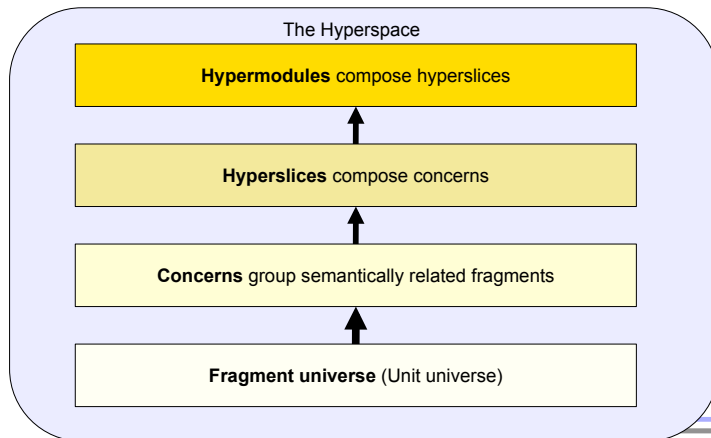 The Hyperspace
Hypermodules compose hyperslices
Hyperslices compose concerns
Concerns group semantically related fragments
Fragment universe (Unit universe)